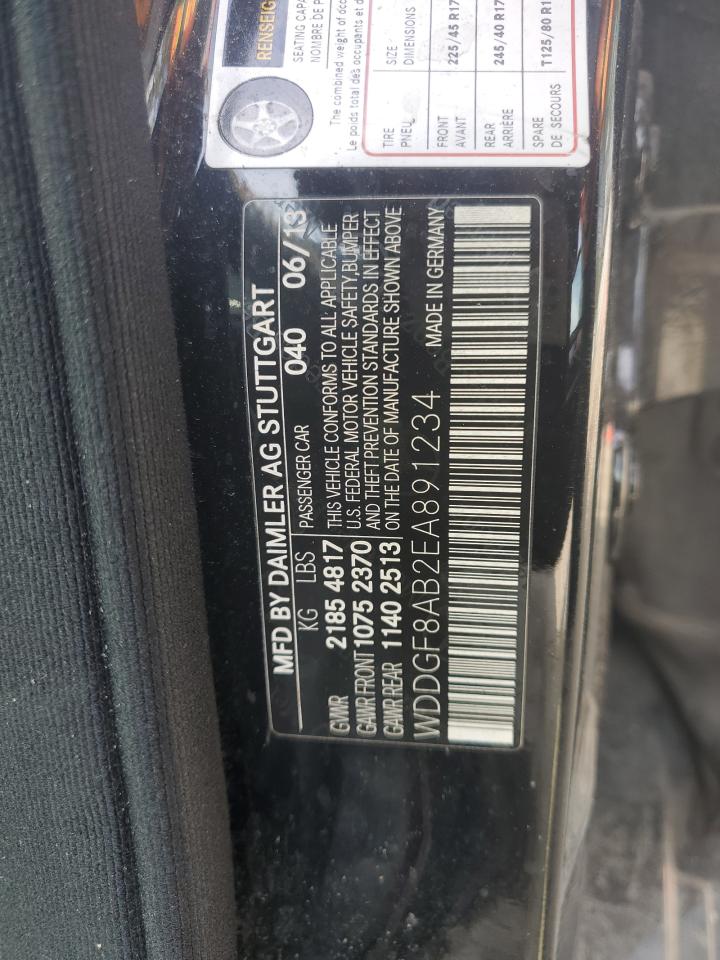 MFD BY DAIMLER AG STUTTGART
040 06/13
KG LBS PASSENGER CAR
GVWR 2185 4817
GAWR FRONT 1075 2370
GAWR REAR 1140 2513
THIS VEHICLE CONFORMS TO ALL APPLICABLE
U.S. FEDERAL MOTOR VEHICLE SAFETY, BUMPER
AND THEFT PREVENTION STANDARDS IN EFFECT
ON THE DATE OF MANUFACTURE SHOWN ABOVE
WDDGF8AB2EA891234 MADE IN GERMANY
SEATING
NOMBRE DE
The combined weight of
Le poids total des occupants et
TIRE SIZE
PNEU DIMENSIONS
FRONT 225/45 R17
AVANT
REAR 245/40 R17
ARRIÈRE
SPARE T125/80
DE SECOURS